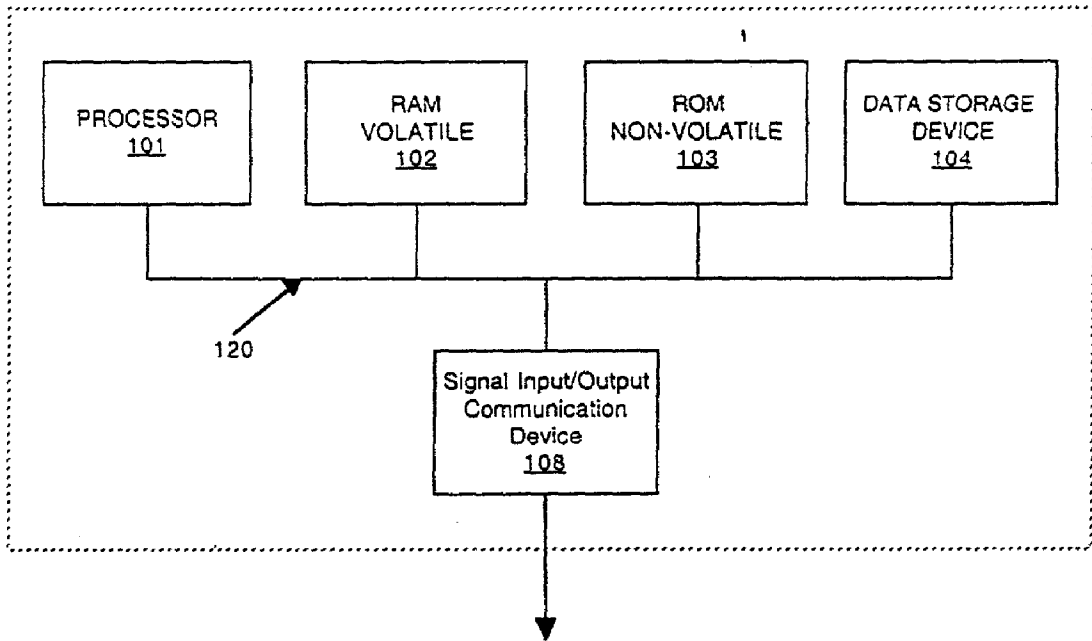 PROCESSOR
101
RAM
VOLATILE
102
ROM
NON-VOLATILE
103
DATA STORAGE
DEVICE
104
120
Signal Input/Output
Communication
Device
108